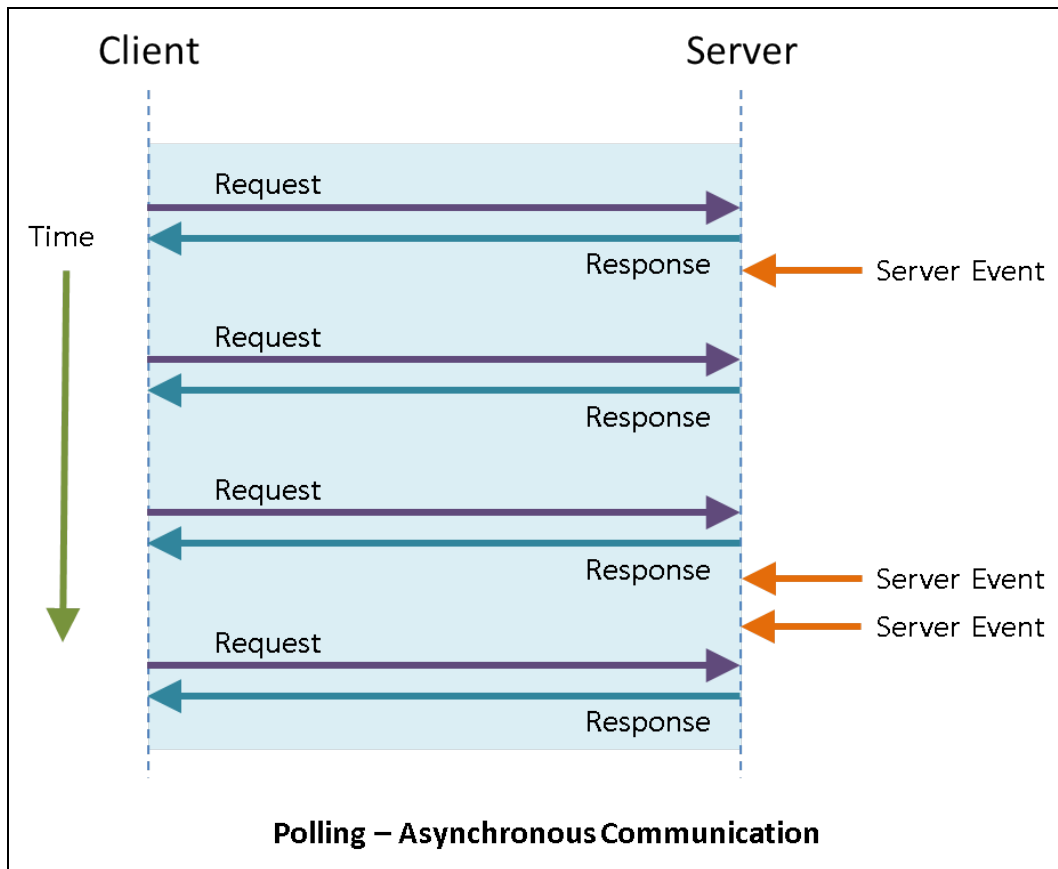 Client
Server
Request
Time
Response
Server Event
Request
Response
Request
Response
Server Event
Server Event
Request
Response
Polling – Asynchronous Communication